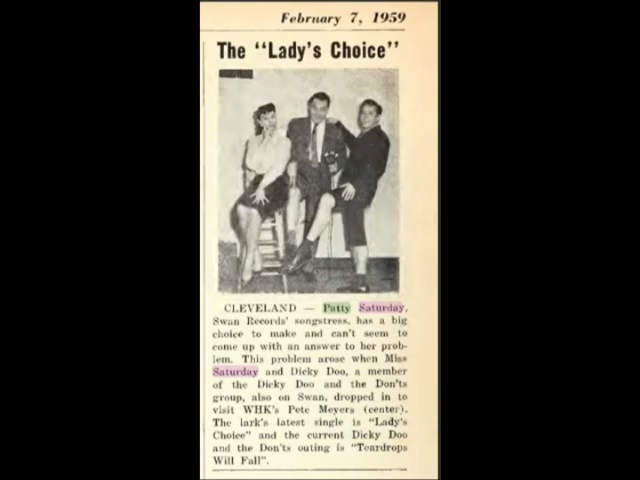 February 7, 1959
The "Lady's Choice"
CLEVELAND — Patty Saturday,
Swan Records' songstress, has a big
choice to make and can't seem to
come up with an answer to her prob-
lem. This problem arose when Miss
Saturday and Dicky Doo, a member
of the Dicky Doo and the Don'ts
group, also on Swan, dropped in to
visit WHK's Pete Meyers (center).
The lark's latest single is "Lady's
Choice" and the current Dicky Doo
and the Don'ts outing is "Teardrops
Will Fall".